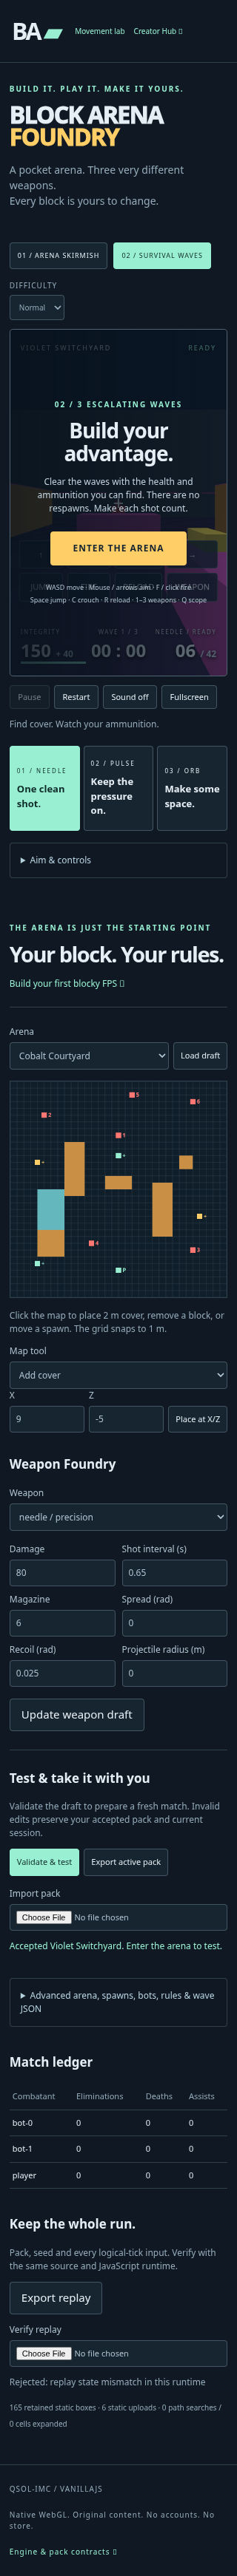 BA
Movement lab Creator Hub
BUILD IT. PLAY IT. MAKE IT YOURS.
BLOCK ARENA
FOUNDRY
A pocket arena. Three very different
weapons.
Every block is yours to change.
01 / ARENA SKIRMISH
02 / SURVIVAL WAVES
DIFFICULTY
Normal
VIOLET SWITCHYARD
READY
02 / 3 ESCALATING WAVES
Build your
advantage.
Clear the waves with the health and
ammunition you can find. There are no
respawns. Make each shot count.
ENTER THE ARENA
Space jump · C crouch · R reload · 1–3 weapons · Q scope
INTEGRITY
WAVE 1 / 3
NEEDLE / READY
150 + 40
00 : 00
06 / 42
Pause
Restart
Sound off
Fullscreen
Find cover. Watch your ammunition.
01 / NEEDLE
One clean
shot.
02 / PULSE
Keep the
pressure
on.
03 / ORB
Make some
space.
Aim & controls
THE ARENA IS JUST THE STARTING POINT
Your block. Your rules.
Build your first blocky FPS
Arena
Cobalt Courtyard
Load draft
5
6
2
1
+
+
+
4
3
+
P
Click the map to place 2 m cover, remove a block, or
move a spawn. The grid snaps to 1 m.
Map tool
Add cover
X
Z
9
-5
Place at X/Z
Weapon Foundry
Weapon
needle / precision
Damage
Shot interval (s)
80
0.65
Magazine
Spread (rad)
6
0
Recoil (rad)
Projectile radius (m)
0.025
0
Update weapon draft
Test & take it with you
Validate the draft to prepare a fresh match. Invalid
edits preserve your accepted pack and current
session.
Validate & test
Export active pack
Import pack
Choose File No file chosen
Accepted Violet Switchyard. Enter the arena to test.
Advanced arena, spawns, bots, rules & wave
JSON
Match ledger
Combatant Eliminations Deaths Assists
bot-0 0 0 0
bot-1 0 0 0
player 0 0 0
Keep the whole run.
Pack, seed and every logical-tick input. Verify with
the same source and JavaScript runtime.
Export replay
Verify replay
Choose File No file chosen
Rejected: replay state mismatch in this runtime
165 retained static boxes · 6 static uploads · 0 path searches /
0 cells expanded
QSOL-IMC / VANILLAJS
Native WebGL. Original content. No accounts. No
store.
Engine & pack contracts